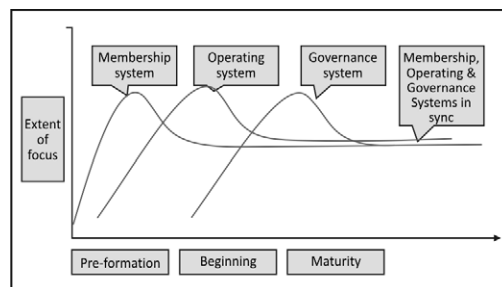 Membership
system
Operating
system
Governance
system
Membership,
Operating &
Governance
Systems in
sync
Extent
of
focus
Pre-formation
Beginning
Maturity